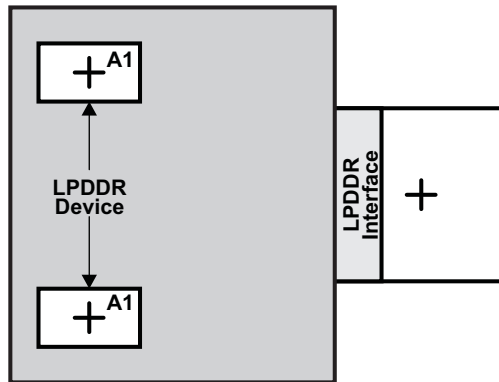 A1
LPDDR
Device
LPDDR
Interface
A1